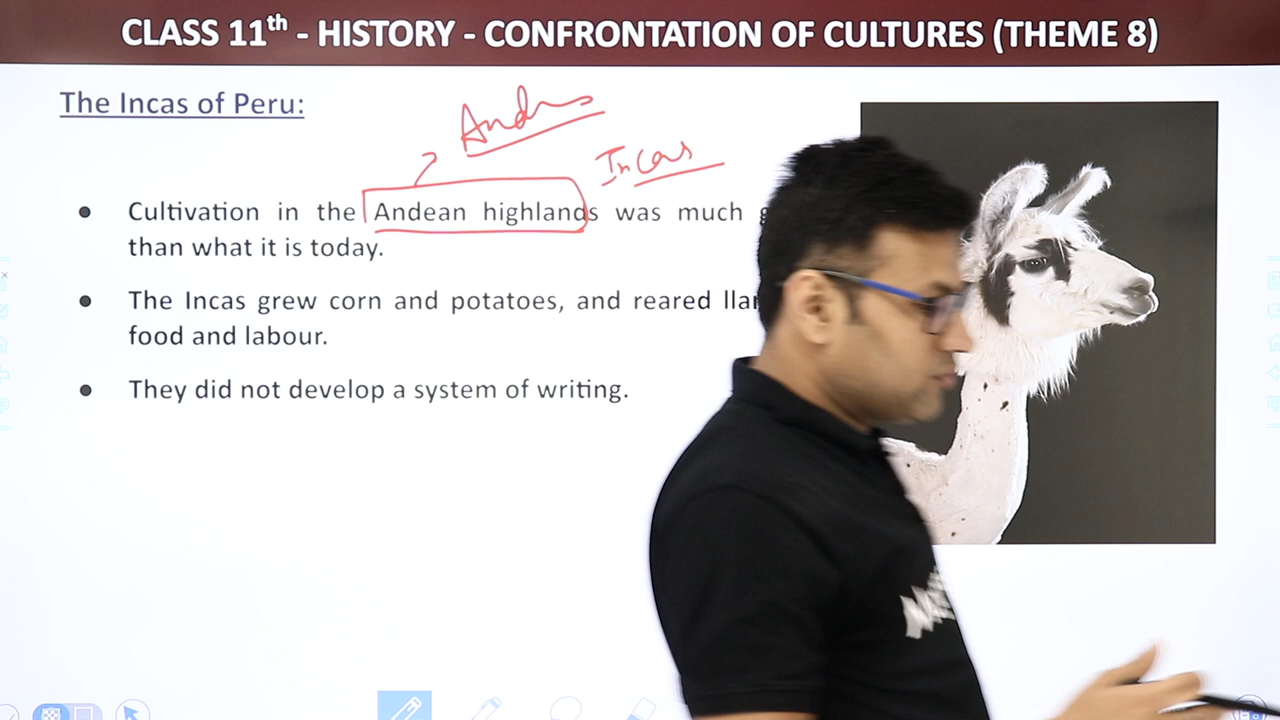 CLASS 11th - HISTORY - CONFRONTATION OF CULTURES (THEME 8)
The Incas of Peru:
Andes
Incas
● Cultivation in the Andean highlands was much
than what it is today.
● The Incas grew corn and potatoes, and reared
food and labour.
● They did not develop a system of writing.